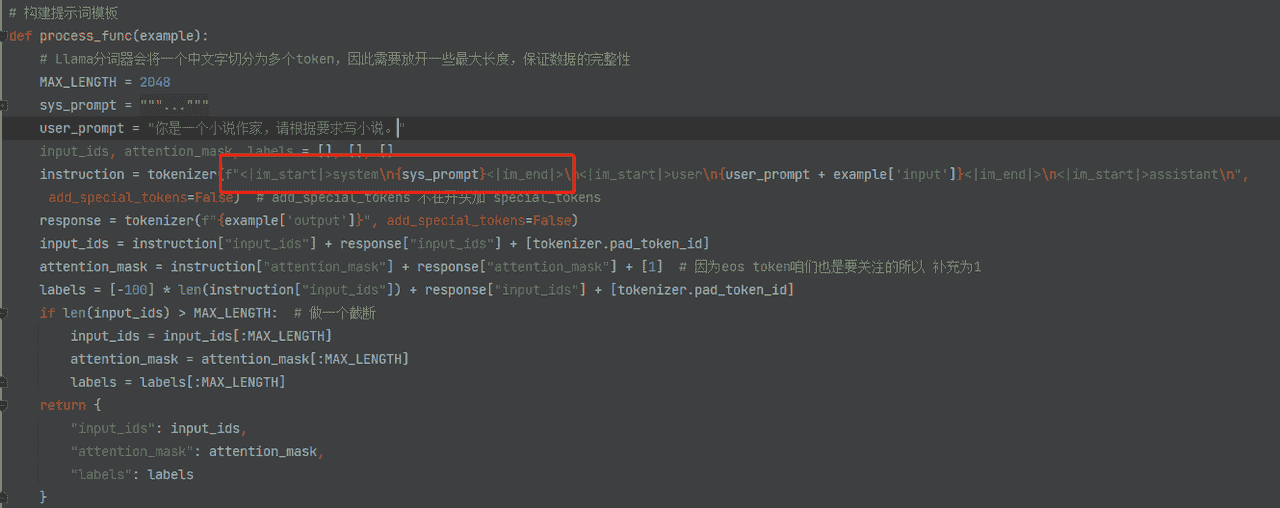 # 构建提示词模板
def process_func(example):
# Llama分词器会将一个中文字切分为多个token，因此需要放开一些最大长度，保证数据的完整性
MAX_LENGTH = 2048
sys_prompt = """..."""
user_prompt = "你是一个小说作家，请根据要求写小说。"
input_ids, attention_mask, labels = [], [], []
instruction = tokenizer(f"<|im_start|>system\n{sys_prompt}<|im_end|>\n<|im_start|>user\n{user_prompt + example['input']}<|im_end|>\n<|im_start|>assistant\n",
add_special_tokens=False) # add_special_tokens 不在开头加 special_tokens
response = tokenizer(f"{example['output']}", add_special_tokens=False)
input_ids = instruction["input_ids"] + response["input_ids"] + [tokenizer.pad_token_id]
attention_mask = instruction["attention_mask"] + response["attention_mask"] + [1] # 因为eos token咱们也是要关注的所以 补充为1
labels = [-100] * len(instruction["input_ids"]) + response["input_ids"] + [tokenizer.pad_token_id]
if len(input_ids) > MAX_LENGTH: # 做一个截断
input_ids = input_ids[:MAX_LENGTH]
attention_mask = attention_mask[:MAX_LENGTH]
labels = labels[:MAX_LENGTH]
return {
"input_ids": input_ids,
"attention_mask": attention_mask,
"labels": labels
}